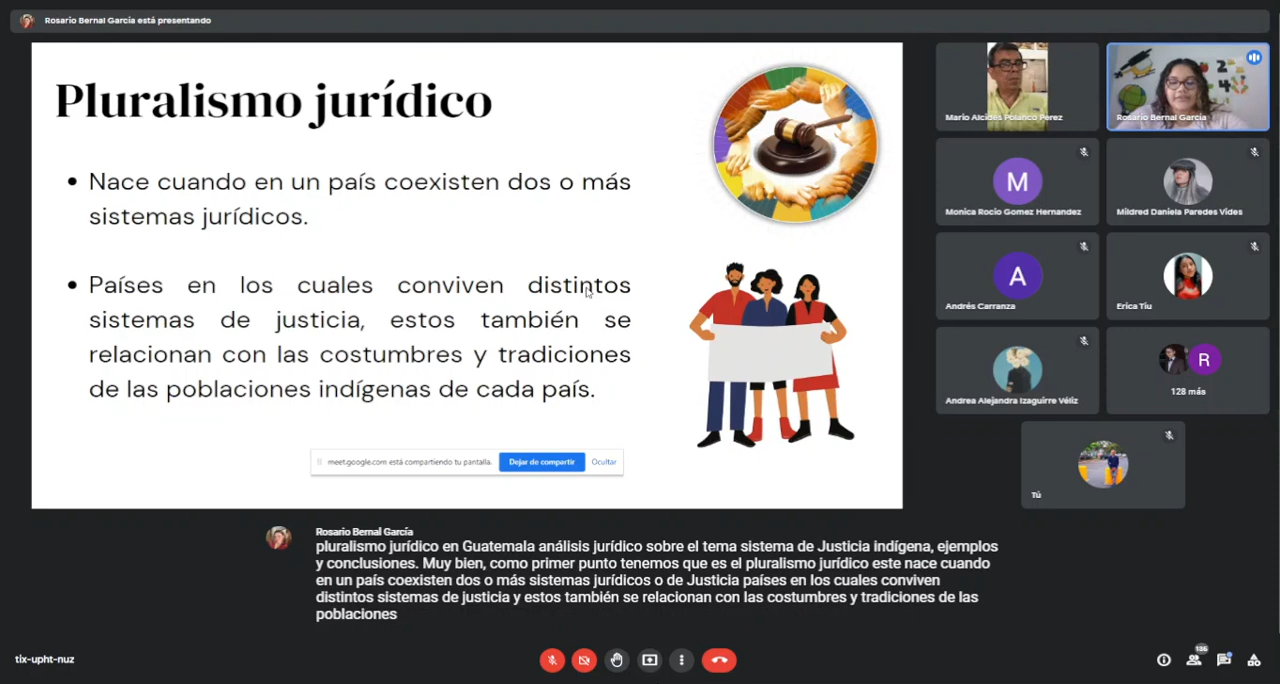 Rosario Bernal García está presentando
Pluralismo jurídico
• Nace cuando en un país coexisten dos o más
sistemas jurídicos.
• Países en los cuales conviven distintos
sistemas de justicia, estos también se
relacionan con las costumbres y tradiciones
de las poblaciones indígenas de cada país.
meet.google.com está compartiendo tu pantalla.
Dejar de compartir
Ocultar
Mario Alcides Polanco Perez
Rosario Bernal García
M
Monica Rocio Gomez Hernandez
Mildred Daniela Paredes Vides
A
Andrés Carranza
Erica Tiu
Andrea Alejandra Izaguirre Véliz
R
128 más
Tú
Rosario Bernal García
pluralismo jurídico en Guatemala análisis jurídico sobre el tema sistema de Justicia indígena, ejemplos
y conclusiones. Muy bien, como primer punto tenemos que es el pluralismo jurídico este nace cuando
en un país coexisten dos o más sistemas jurídicos o de Justicia países en los cuales conviven
distintos sistemas de justicia y estos también se relacionan con las costumbres y tradiciones de las
poblaciones
tix-upht-nuz